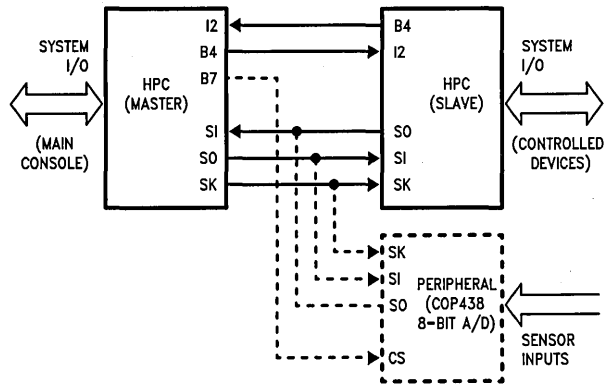 SYSTEM
I/O
(MAIN
CONSOLE)
HPC
(MASTER)
I2
B4
B7
SI
SO
SK
B4
I2
SO
SI
SK
HPC
(SLAVE)
SYSTEM
I/O
(CONTROLLED
DEVICES)
SK
SI
SO
CS
PERIPHERAL
(COP438
8-BIT A/D)
SENSOR
INPUTS